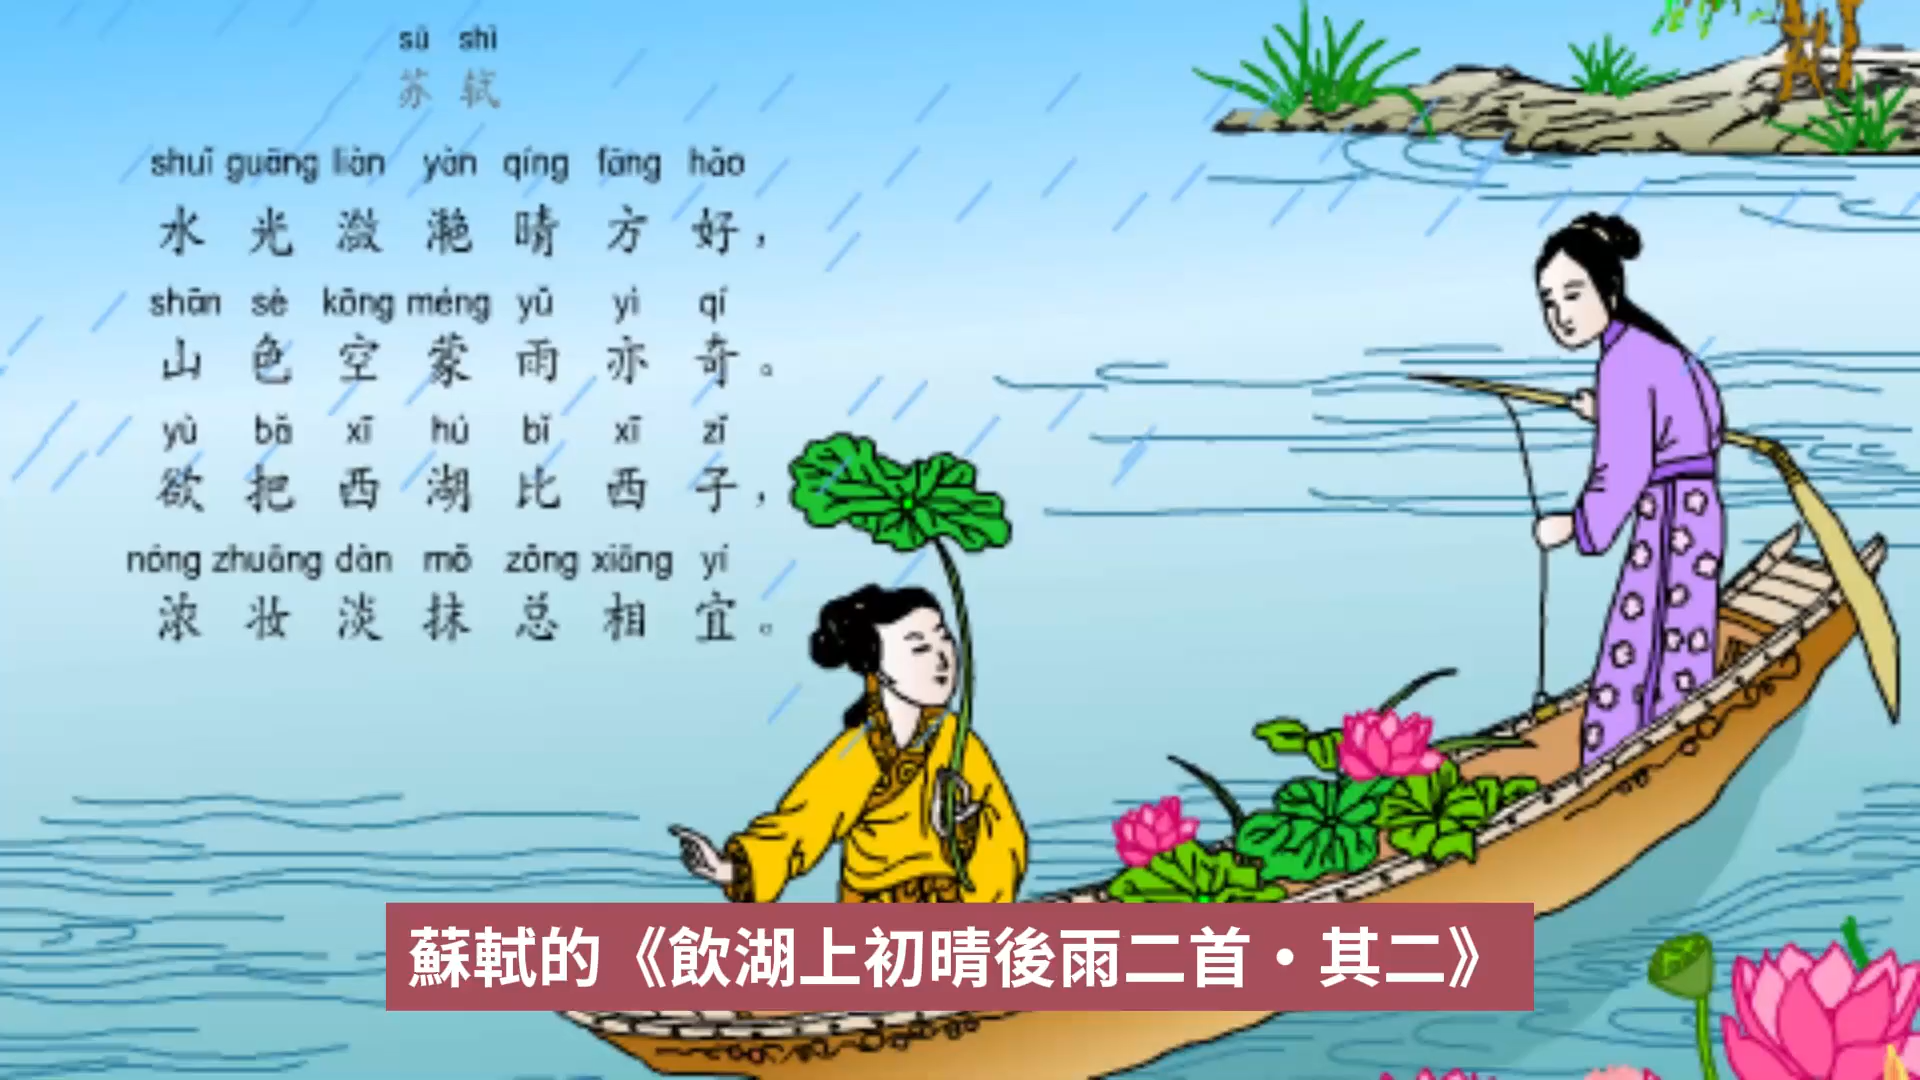 sū shì
苏 轼
shuǐ guāng liàn yàn qíng fāng hǎo
水 光 潋 滟 晴 方 好，
shān sè kōng méng yǔ yì qí
山 色 空 蒙 雨 亦 奇。
yù bǎ xī hú bǐ xī zǐ
欲 把 西 湖 比 西 子，
nóng zhuāng dàn mǒ zǒng xiāng yí
浓 妆 淡 抹 总 相 宜。
蘇軾的《飲湖上初晴後雨二首·其二》